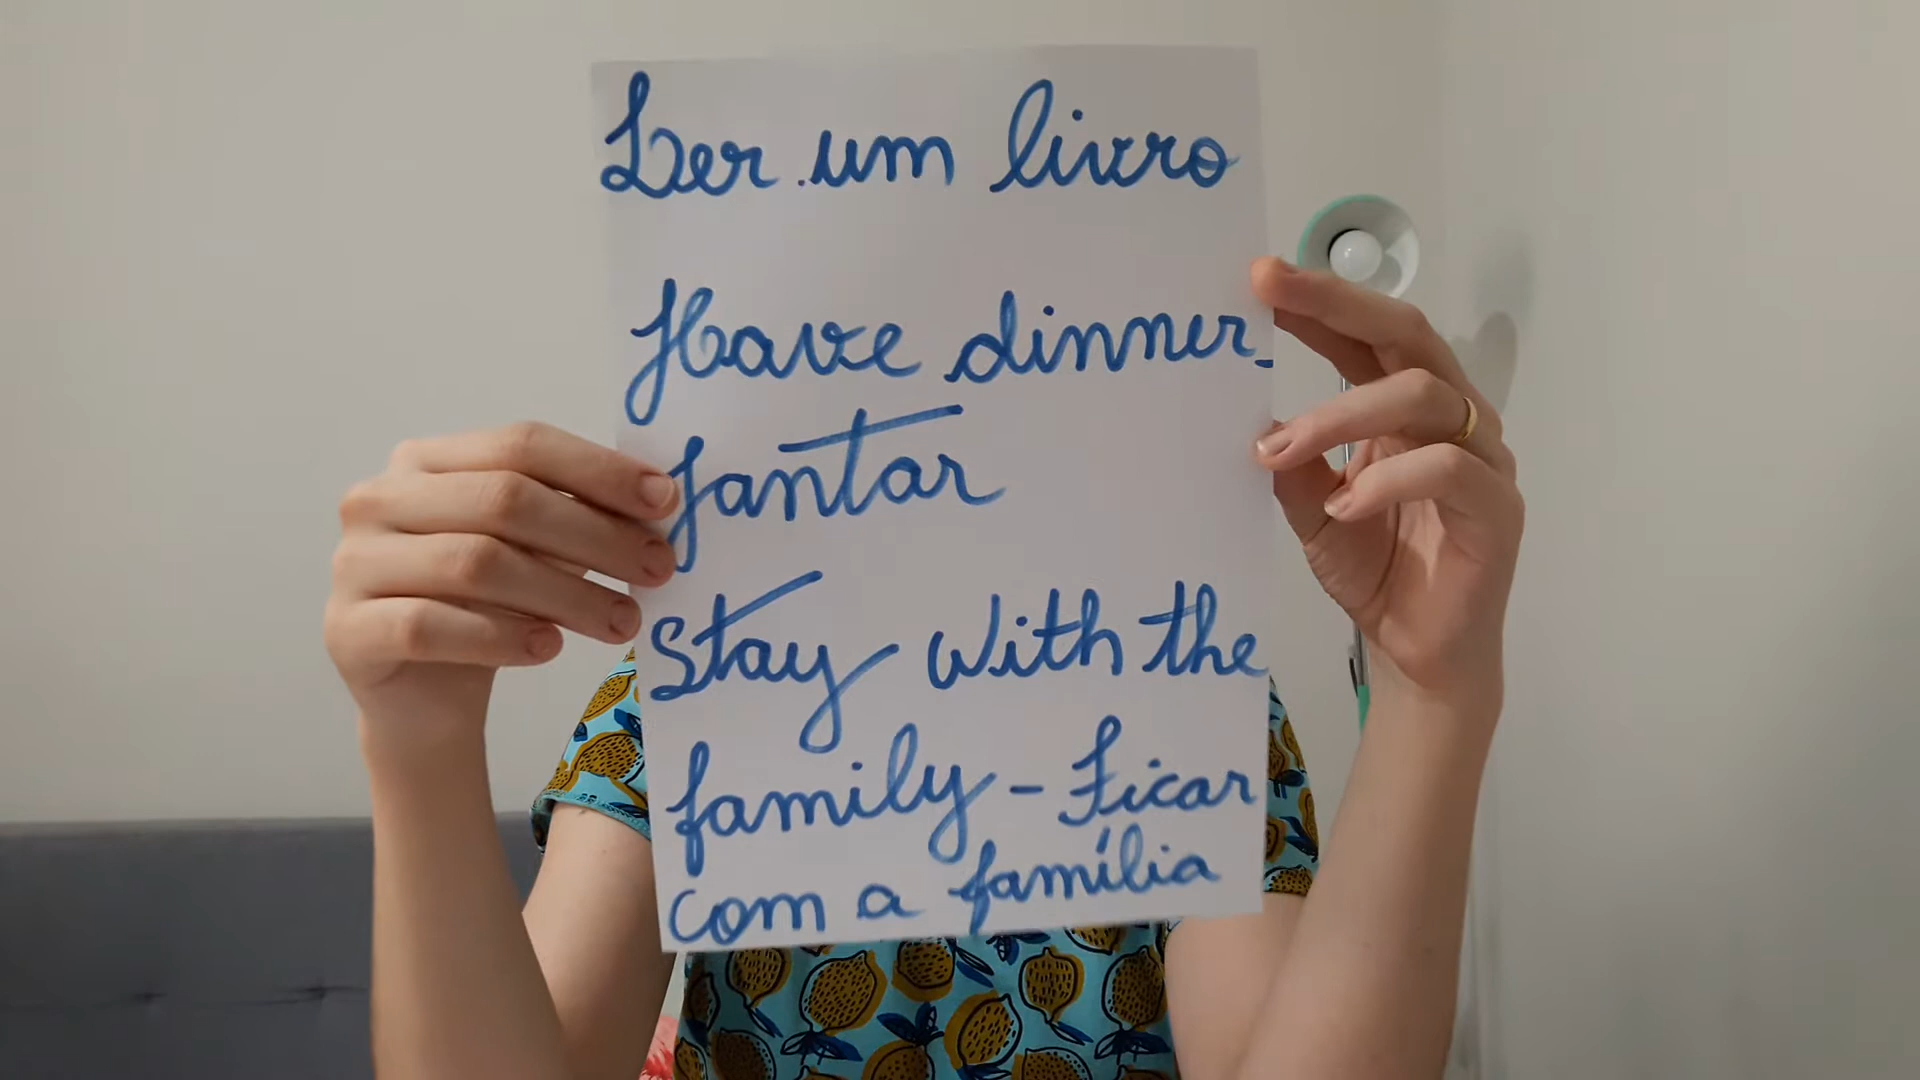 Ler um livro
Have dinner -
Jantar
Stay with the
family - Ficar
com a família